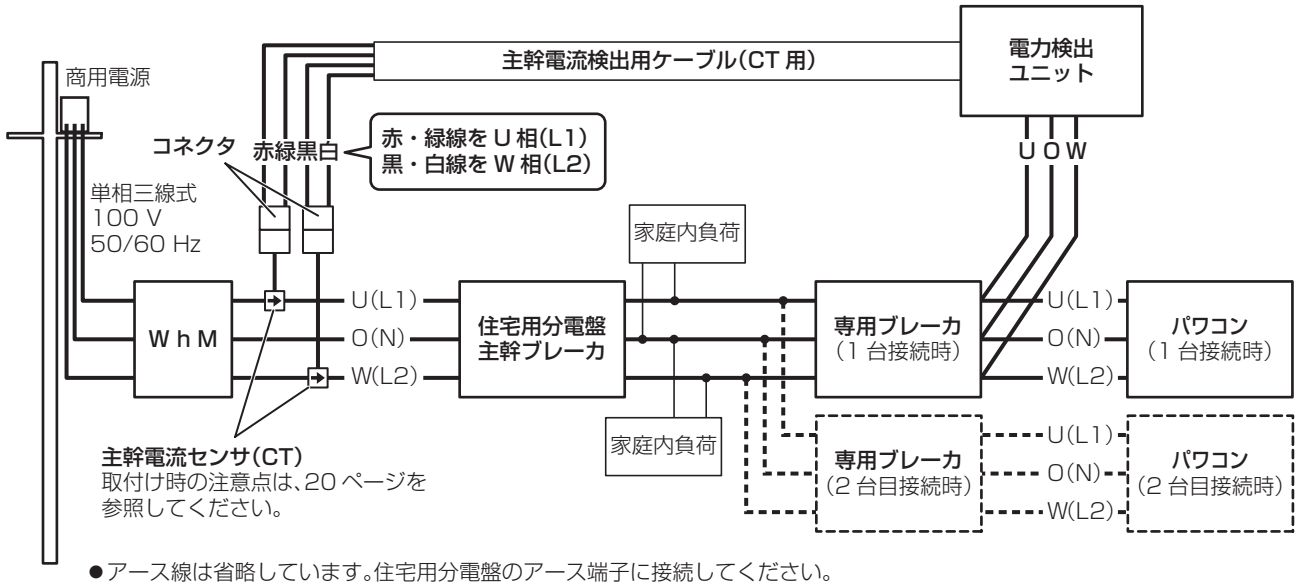 主幹電流検出用ケーブル(CT 用)
電力検出
ユニット
商用電源
コネクタ
赤緑黒白
赤・緑線を U 相(L1)
黒・白線を W 相(L2)
U O W
単相三線式
100 V
50/60 Hz
家庭内負荷
W h M
U(L1)
O(N)
W(L2)
住宅用分電盤
主幹ブレーカ
専用ブレーカ
(1 台接続時)
U(L1)
O(N)
W(L2)
パワコン
(1 台接続時)
家庭内負荷
主幹電流センサ(CT)
取付け時の注意点は、20 ページを
参照してください。
専用ブレーカ
(2 台目接続時)
U(L1)
O(N)
W(L2)
パワコン
(2 台目接続時)
●アース線は省略しています。住宅用分電盤のアース端子に接続してください。